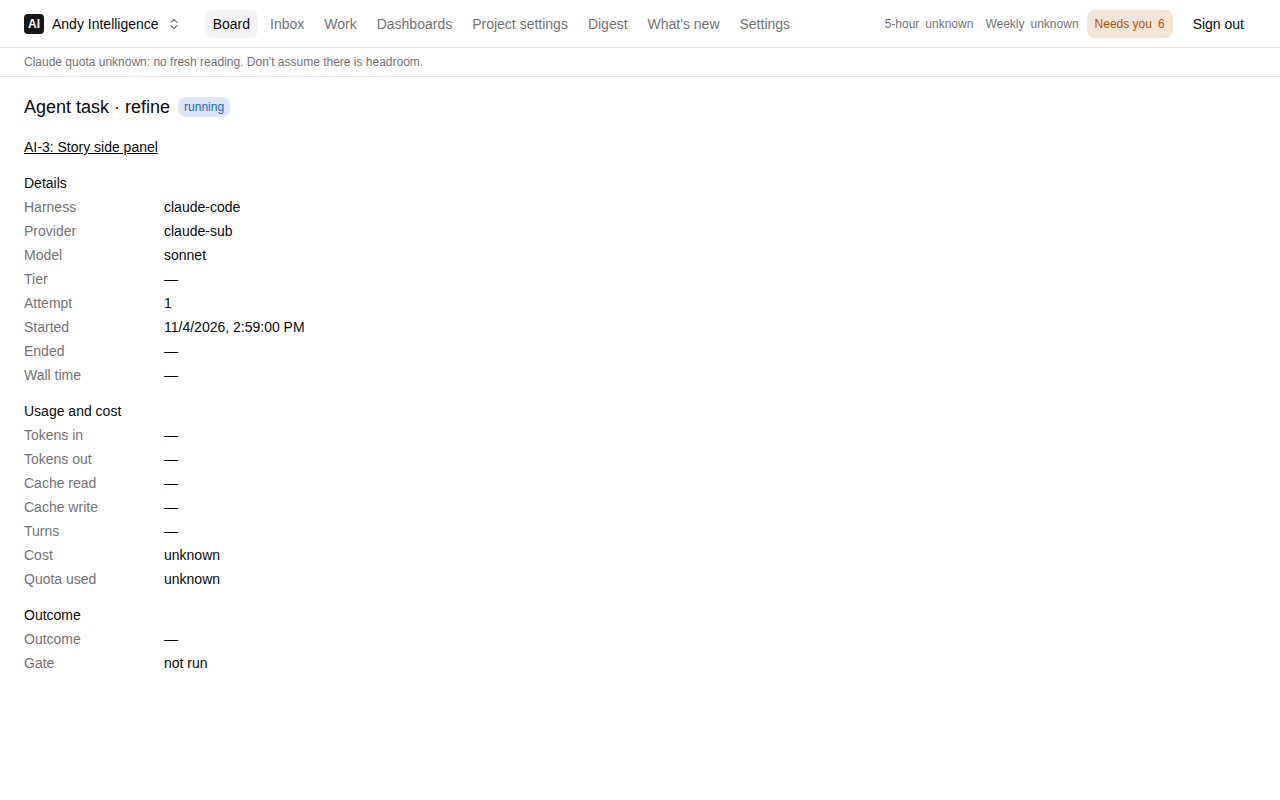 AI Andy Intelligence Board Inbox Work Dashboards Project settings Digest What's new Settings 5-hour unknown Weekly unknown Needs you 6 Sign out
Claude quota unknown: no fresh reading. Don't assume there is headroom.
Agent task · refine running
AI-3: Story side panel
Details
Harness claude-code
Provider claude-sub
Model sonnet
Tier —
Attempt 1
Started 11/4/2026, 2:59:00 PM
Ended —
Wall time —
Usage and cost
Tokens in —
Tokens out —
Cache read —
Cache write —
Turns —
Cost unknown
Quota used unknown
Outcome
Outcome —
Gate not run